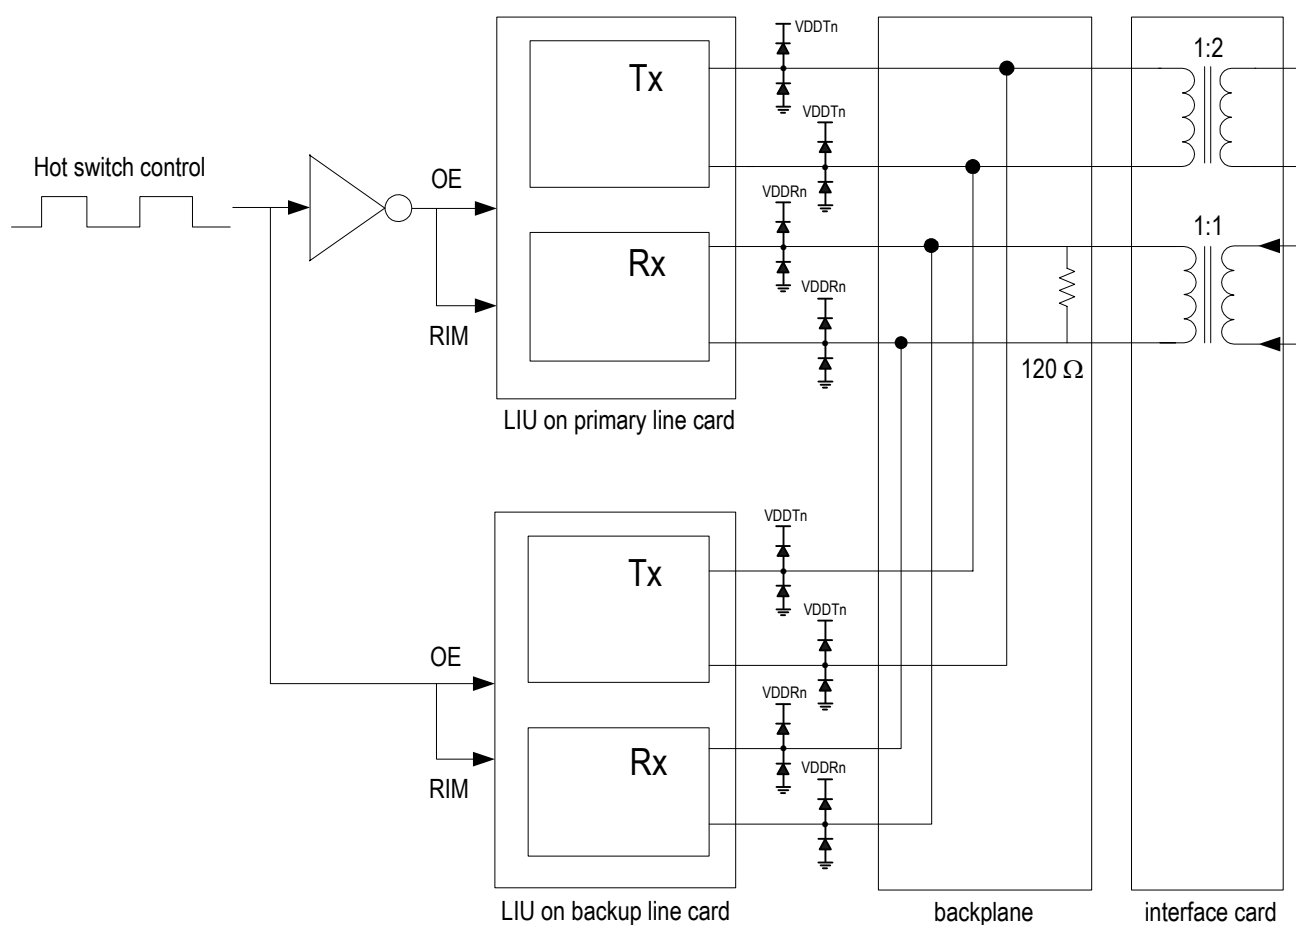 VDDTn
1:2
Tx
VDDTn
Hot switch control
OE
VDDRn
1:1
Rx
VDDRn
RIM
120 Ω
LIU on primary line card
VDDTn
Tx
VDDTn
OE
VDDRn
Rx
VDDRn
RIM
LIU on backup line card
backplane
interface card